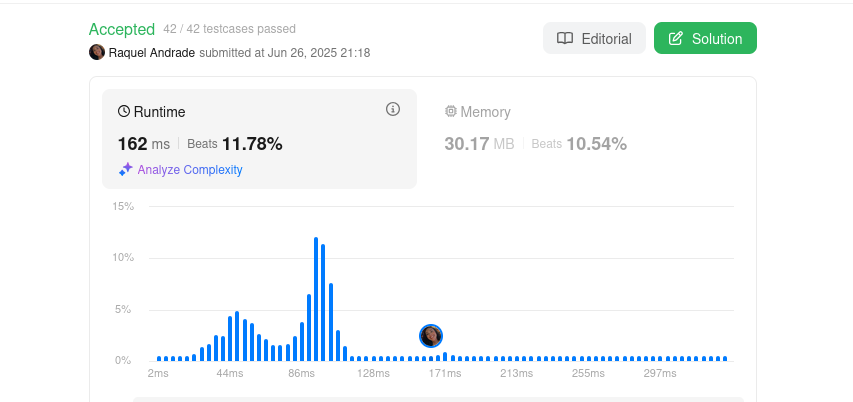 Accepted 42 / 42 testcases passed
Editorial
Solution
Raquel Andrade submitted at Jun 26, 2025 21:18
Runtime
162 ms Beats 11.78%
Analyze Complexity
Memory
30.17 MB Beats 10.54%
15%
10%
5%
0%
2ms 44ms 86ms 128ms 171ms 213ms 255ms 297ms